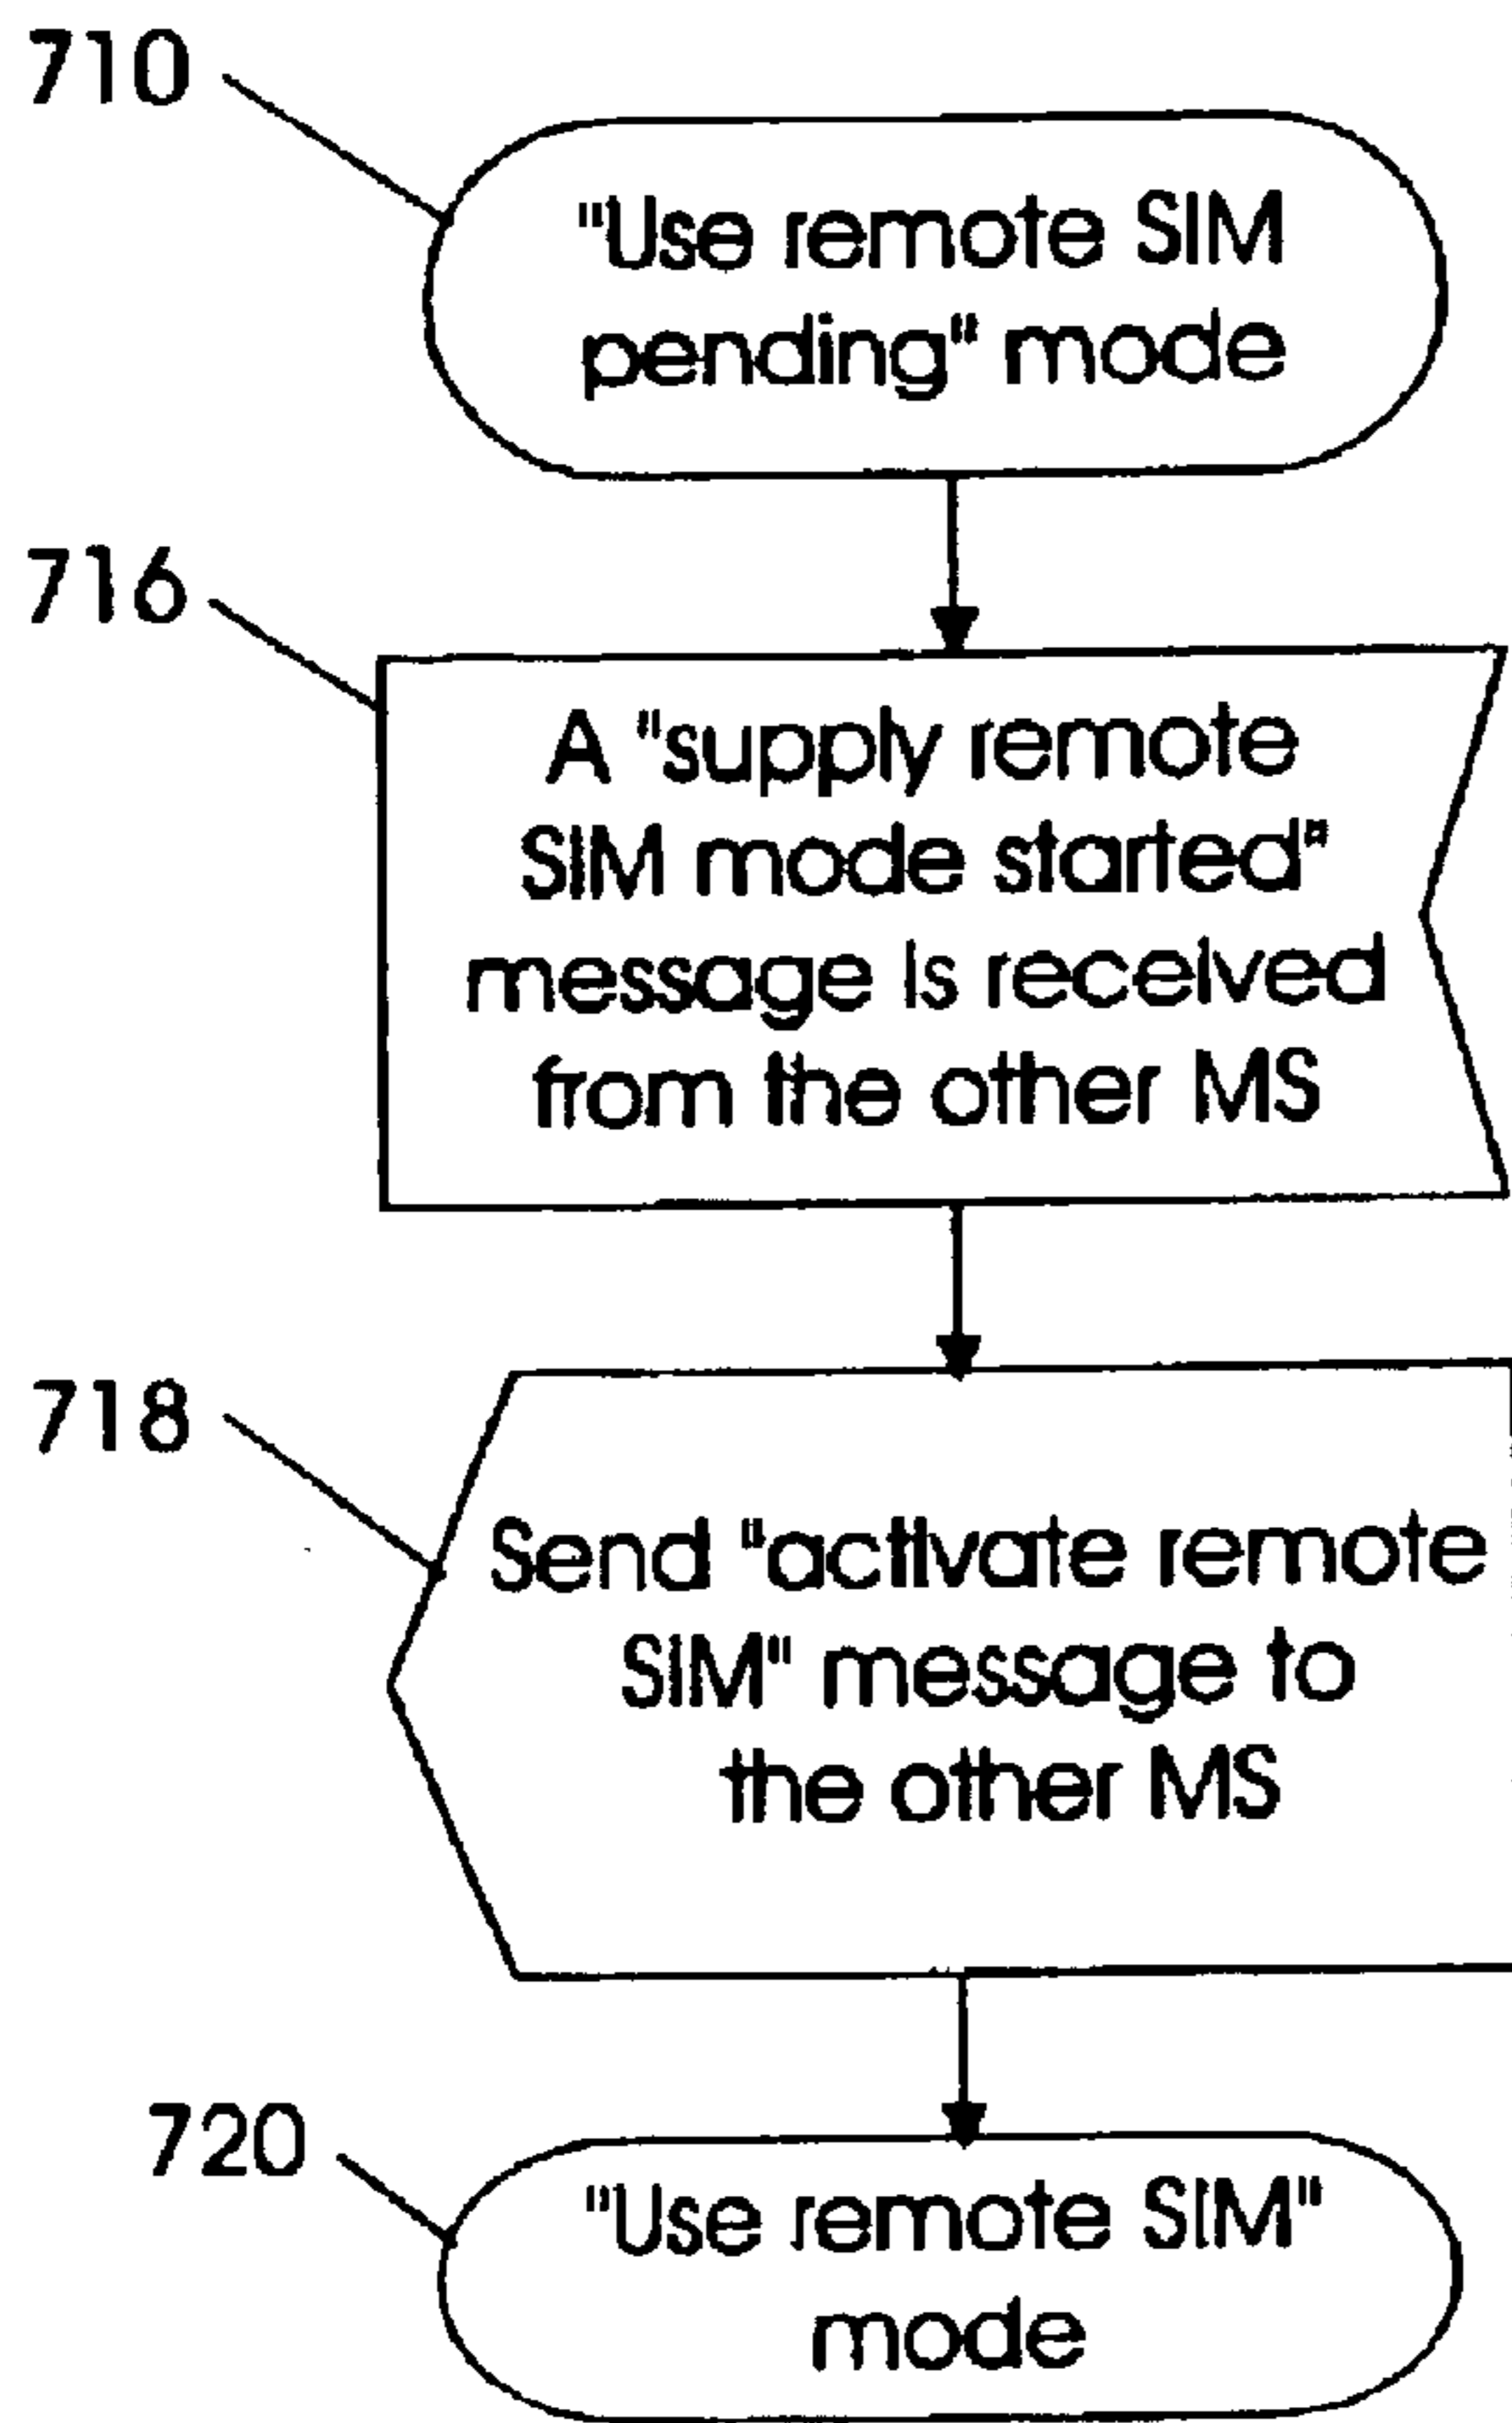 710
"Use remote SIM
pending" mode
716
A "supply remote
SIM mode started"
message is received
from the other MS
718
Send "activate remote
SIM" message to
the other MS
720
"Use remote SIM"
mode